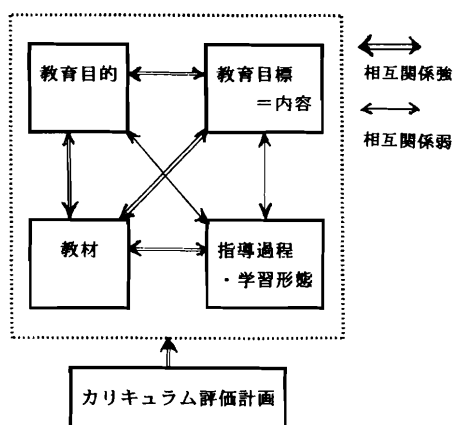 教育目的
教育目標
=内容
教材
指導過程
・学習形態
相互関係強
相互関係弱
カリキュラム評価計画